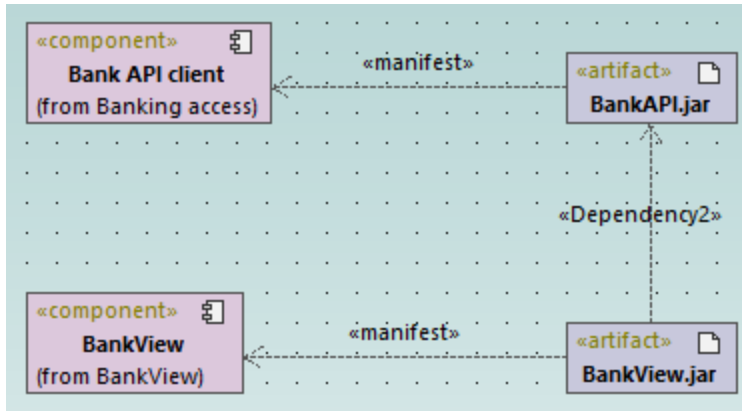 «component»
Bank API client
(from Banking access)
«manifest»
«artifact»
BankAPI.jar
«Dependency2»
«component»
BankView
(from BankView)
«manifest»
«artifact»
BankView.jar